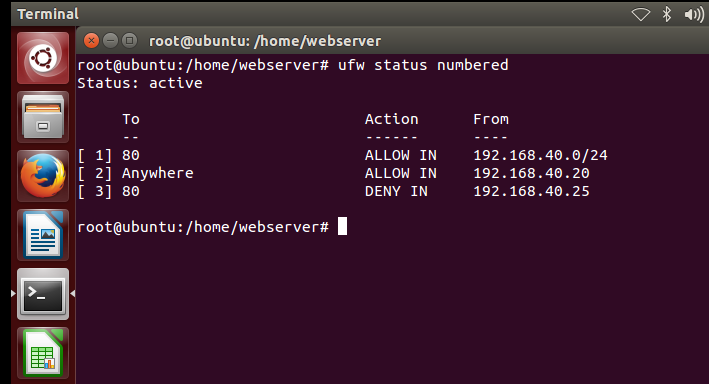 Terminal
root@ubuntu: /home/webserver
root@ubuntu:/home/webserver# ufw status numbered
Status: active
To Action From
-- ------ ----
[ 1] 80 ALLOW IN 192.168.40.0/24
[ 2] Anywhere ALLOW IN 192.168.40.20
[ 3] 80 DENY IN 192.168.40.25
root@ubuntu:/home/webserver#